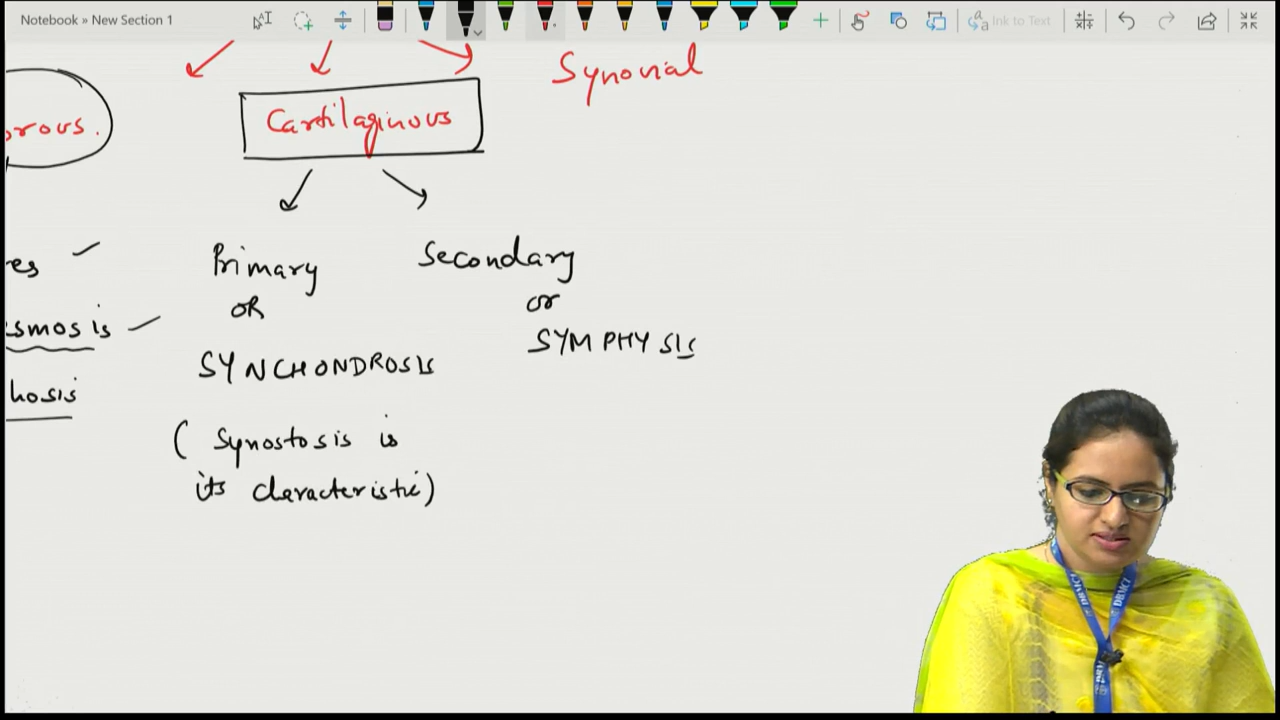 Notebook » New Section 1
Ink to Text
Synovial
orous.
Cartilaginous
Primary
Secondary
es
OR
or
smosis
SYNCHONDROSIS
SYMPHYSIS
hosis
( Synostosis is
its characteristic)